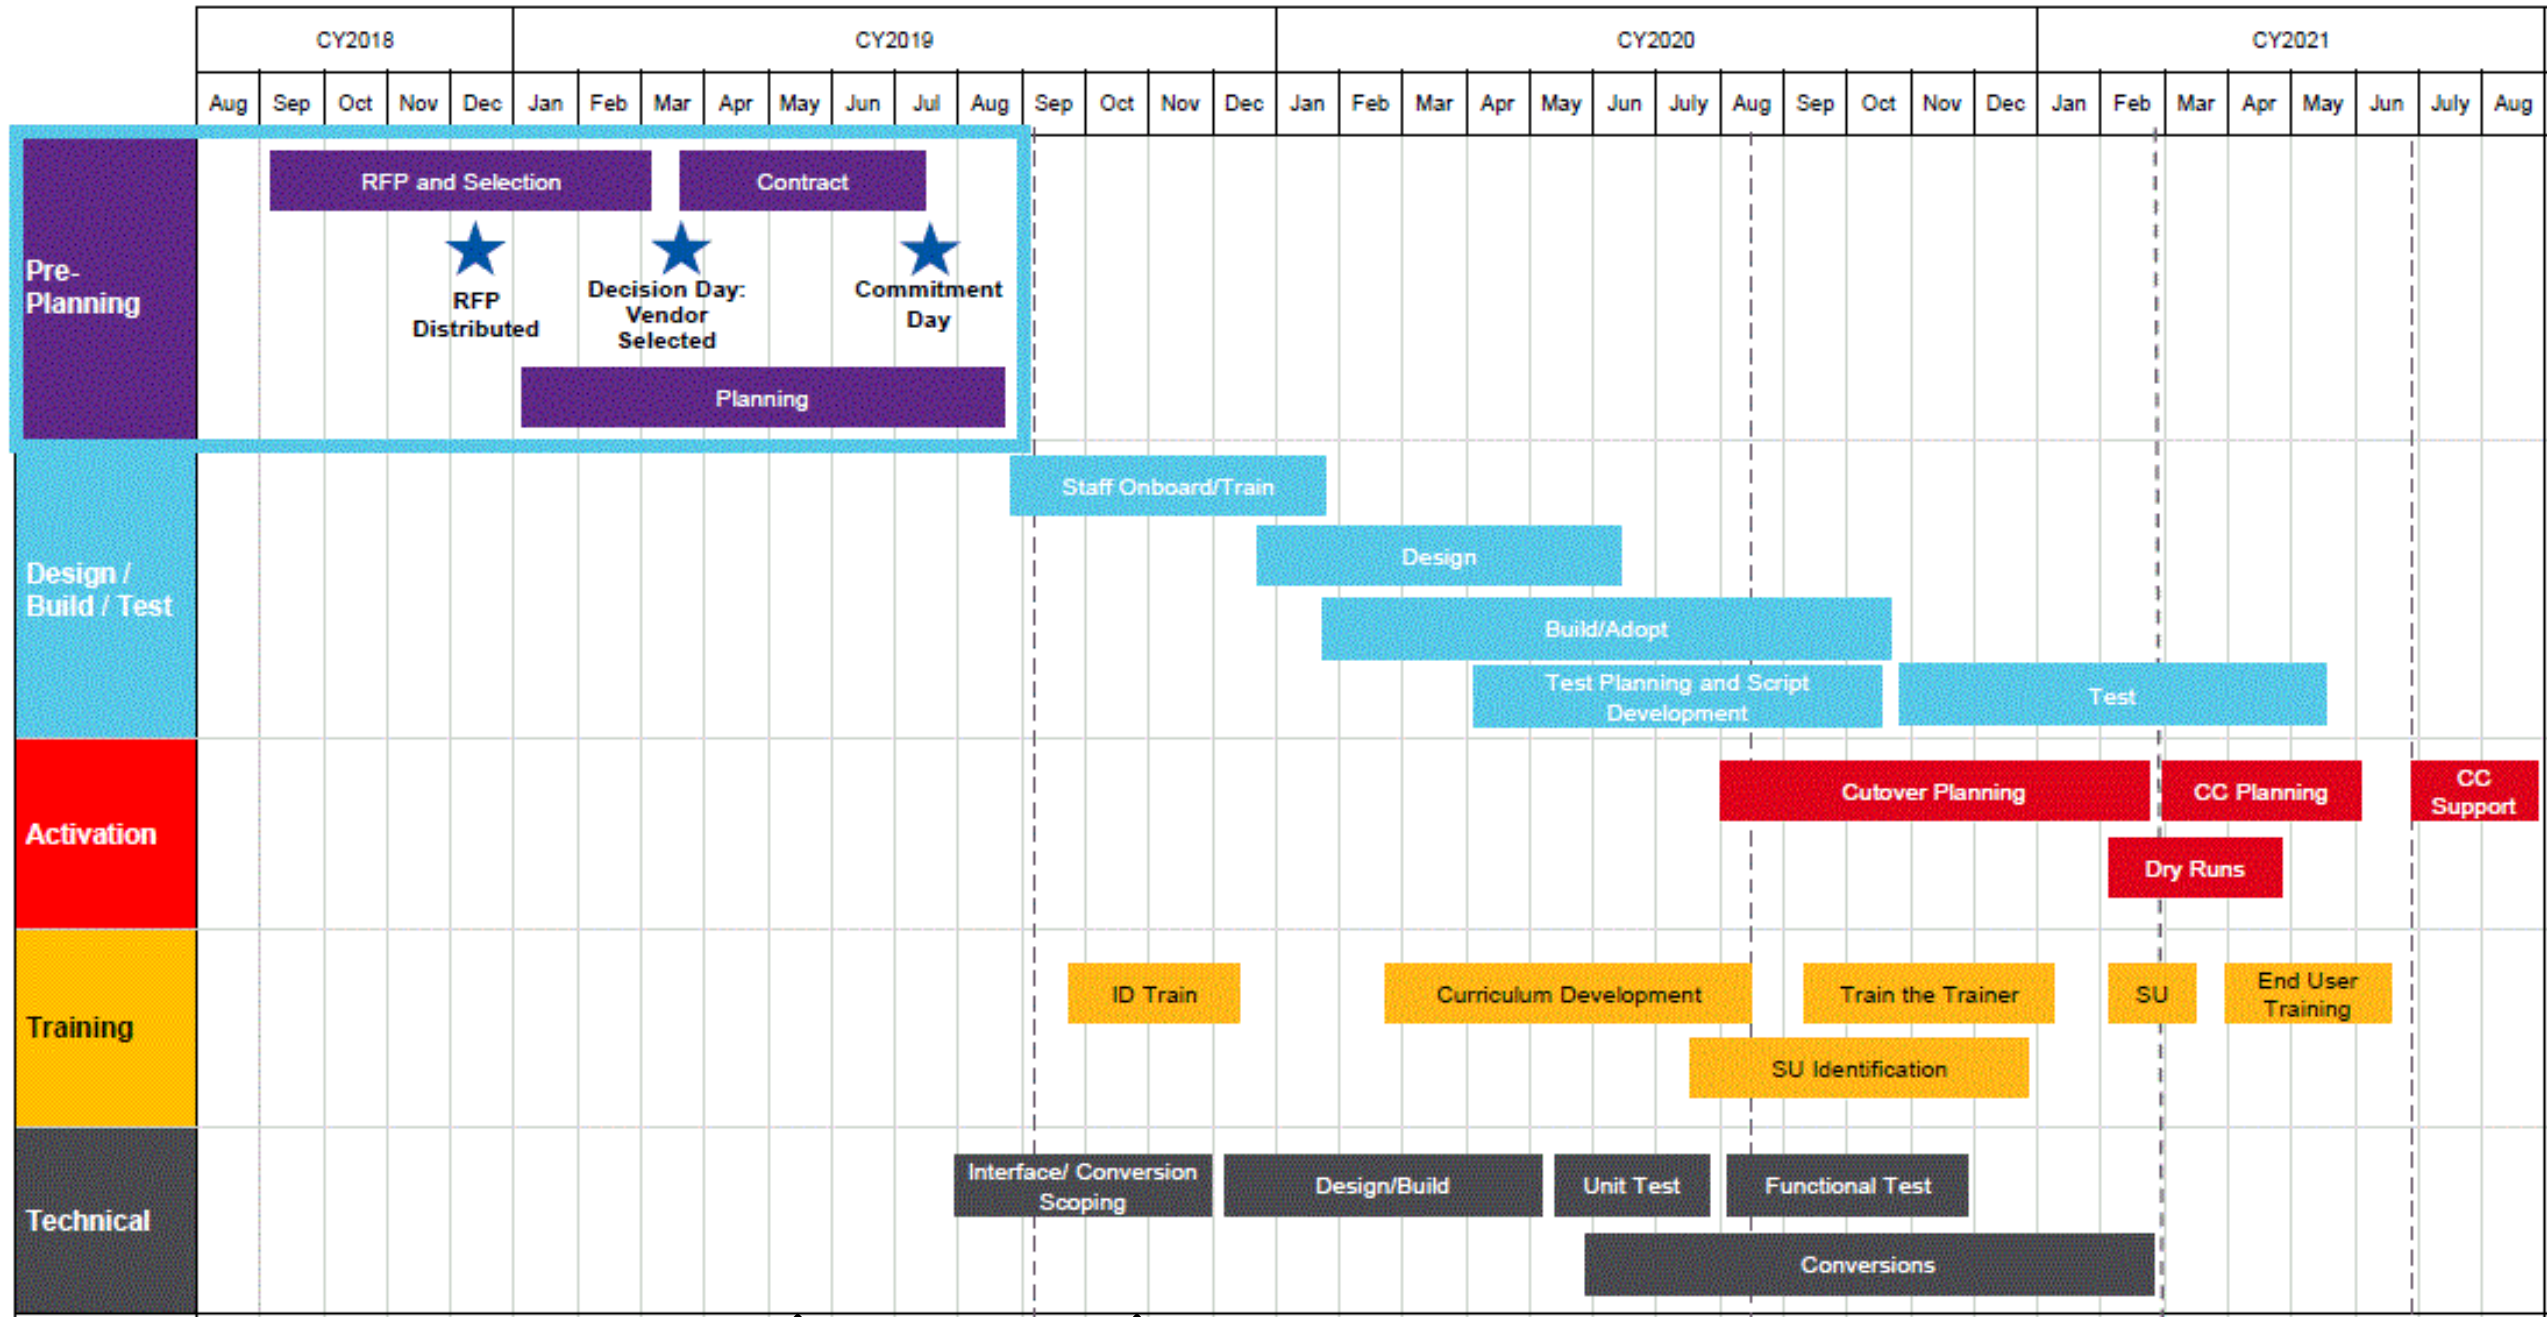 CY2018 CY2019 CY2020 CY2021
Aug Sep Oct Nov Dec Jan Feb Mar Apr May Jun Jul Aug Sep Oct Nov Dec Jan Feb Mar Apr May Jun July Aug Sep Oct Nov Dec Jan Feb Mar Apr May Jun July Aug
Pre-
Planning
RFP and Selection
Contract
RFP
Distributed
Decision Day:
Vendor
Selected
Commitment
Day
Planning
Design /
Build / Test
Staff Onboard/Train
Design
Build/Adopt
Test Planning and Script
Development
Test
Activation
Cutover Planning
CC Planning
CC
Support
Dry Runs
Training
ID Train
Curriculum Development
Train the Trainer
SU
End User
Training
SU Identification
Technical
Interface/ Conversion
Scoping
Design/Build
Unit Test
Functional Test
Conversions